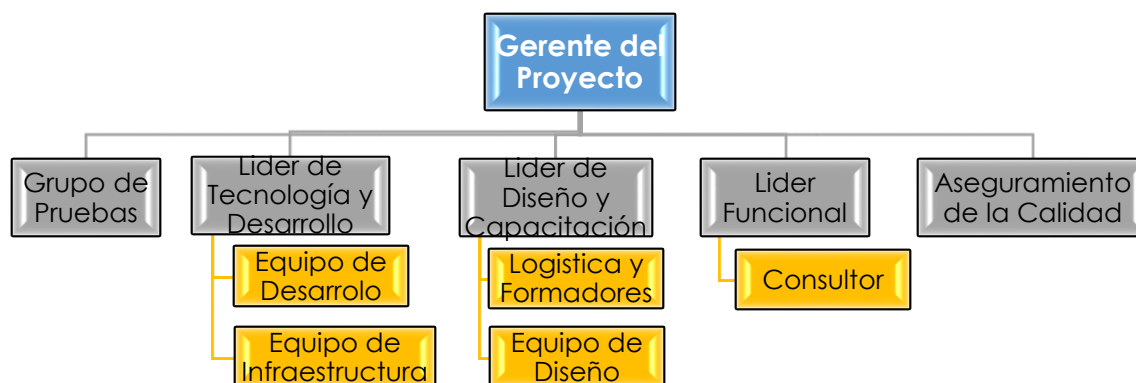 Gerente del
Proyecto
Grupo de
Pruebas
Lider de
Tecnología y
Desarrollo
Lider de
Diseño y
Capacitación
Lider
Funcional
Aseguramiento
de la Calidad
Equipo de
Desarrolo
Logistica y
Formadores
Consultor
Equipo de
Infraestructura
Equipo de
Diseño